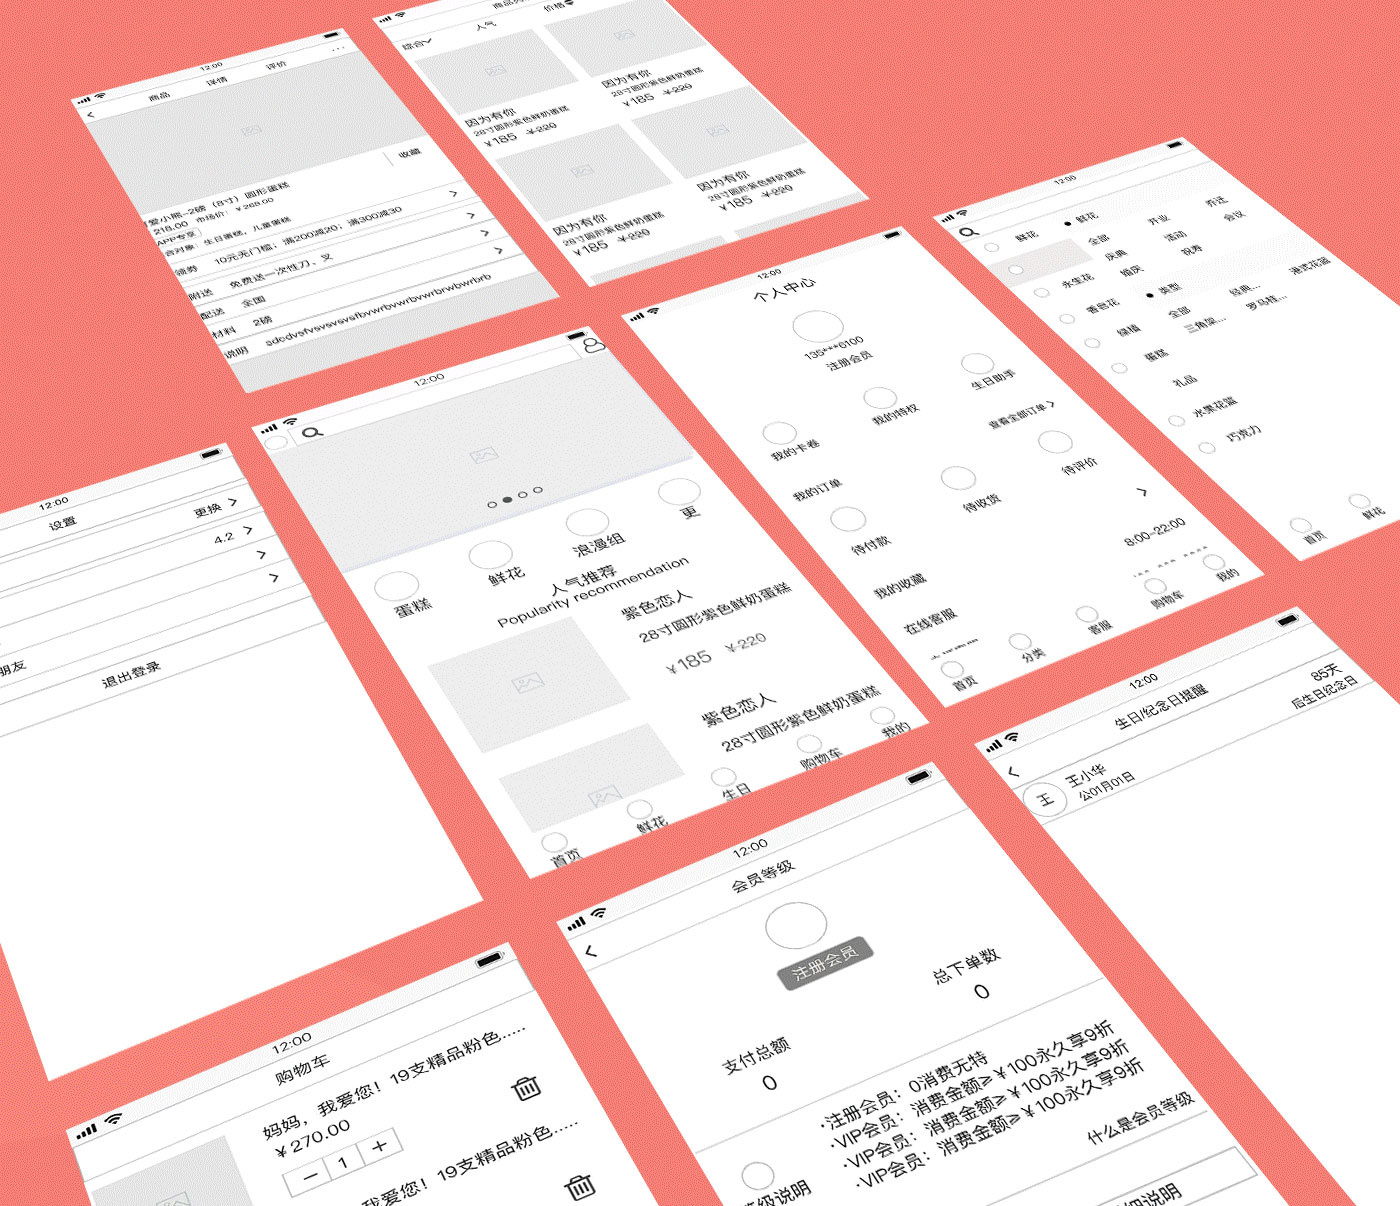 12:00
商品 详情 评价
收藏
爱小熊-2磅（8寸）圆形蛋糕
218.00 市场价：￥268.00
APP专享
合对象：生日蛋糕，儿童蛋糕
领券 10元无门槛；满200减20；满300减30
附送 免费送一次性刀、叉
配送 全国
材料 2磅
说明
综合 人气 价格
因为有你
28寸圆形紫色鲜奶蛋糕
￥185 ￥220
因为有你
28寸圆形紫色鲜奶蛋糕
￥185 ￥220
因为有你
28寸圆形紫色鲜奶蛋糕
￥185 ￥220
因为有你
28寸圆形紫色鲜奶蛋糕
￥185 ￥220
12:00
鲜花
永生花
香皂花
绿植
蛋糕
礼品
水果花篮
巧克力
鲜花
全部 开业 乔迁
庆典 活动 会议
婚庆 祝寿
类型
全部 经典... 港式花篮
三角架... 罗马柱...
首页 鲜花
12:00
个人中心
135***6100
注册会员
我的卡卷 我的特权 生日助手
我的订单 查看全部订单
待付款 待收货 待评价
我的收藏
在线客服 8:00-22:00
首页 分类 客服 购物车 我的
12:00
蛋糕 鲜花 浪漫组 更
人气推荐
Popularity recommendation
紫色恋人
28寸圆形紫色鲜奶蛋糕
￥185 ￥220
紫色恋人
28寸圆形紫色鲜奶蛋糕
首页 鲜花 生日 购物车 我的
12:00
设置
更换
4.2
朋友
退出登录
12:00
生日/纪念日提醒
王
王小华
公01月01日
85天
后生日纪念日
12:00
会员等级
注册会员
支付总额
0
总下单数
0
等级说明
·注册会员：0消费无特
·VIP会员：消费金额≥￥100永久享9折
·VIP会员：消费金额≥￥100永久享9折
·VIP会员：消费金额≥￥100永久享9折
什么是会员等级
细说明
12:00
购物车
妈妈，我爱您！19支精品粉色.....
￥270.00
1
我爱您！19支精品粉色.....